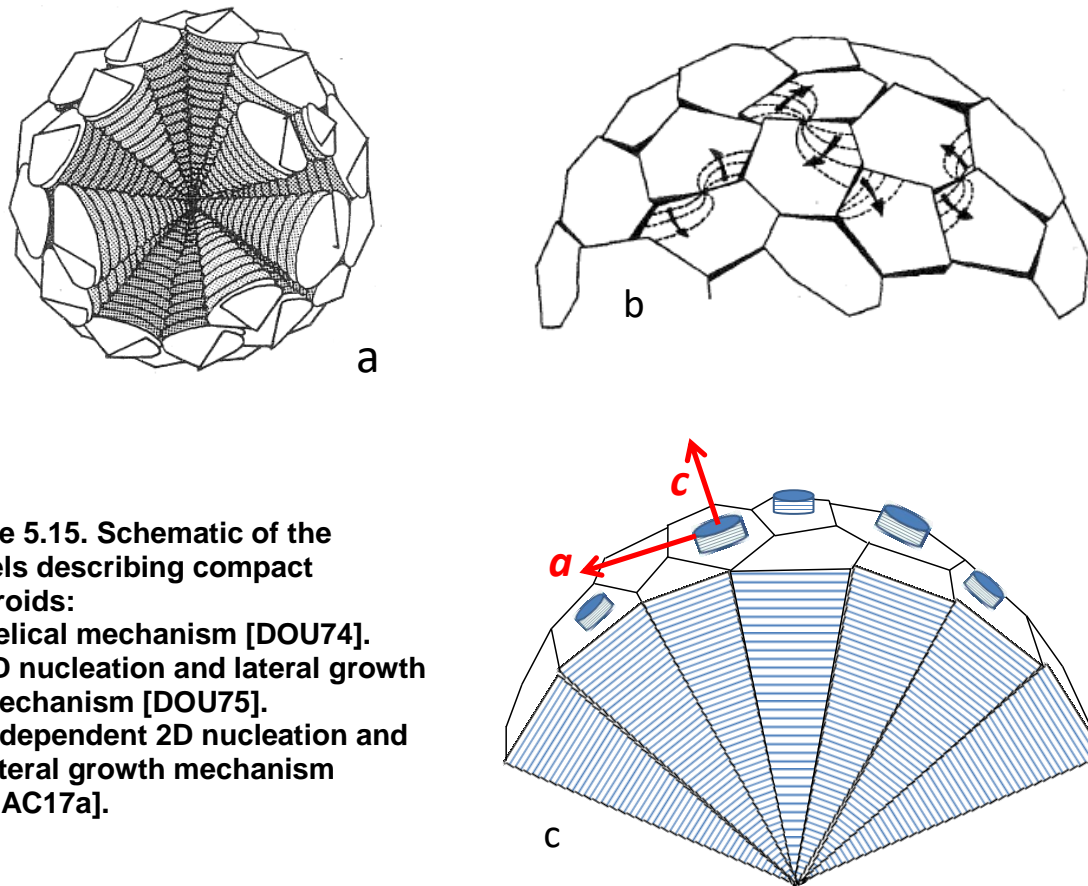 a
b
c
a
e 5.15. Schematic of the
els describing compact
roids:
elical mechanism [DOU74].
D nucleation and lateral growth
echanism [DOU75].
dependent 2D nucleation and
teral growth mechanism
AC17a].
c